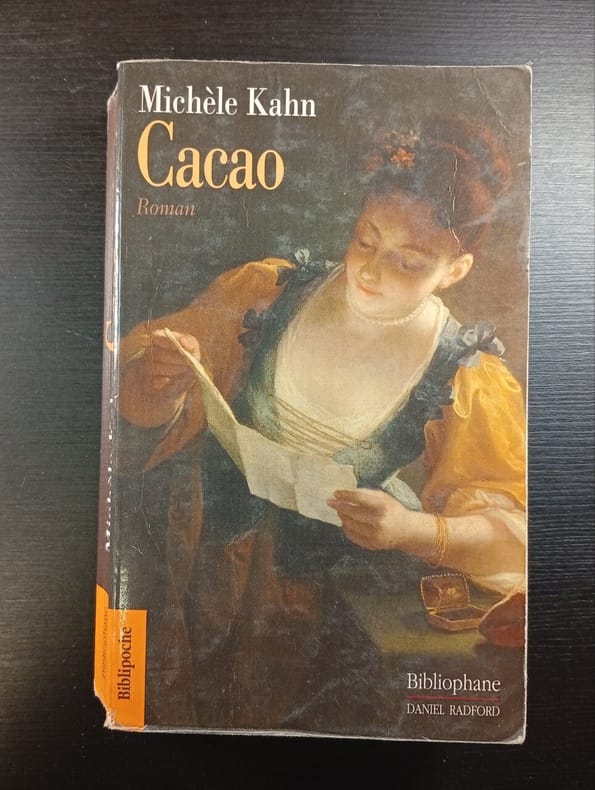 Michèle Kahn
Cacao
Roman
Biblipoche
Bibliophane
DANIEL RADFORD